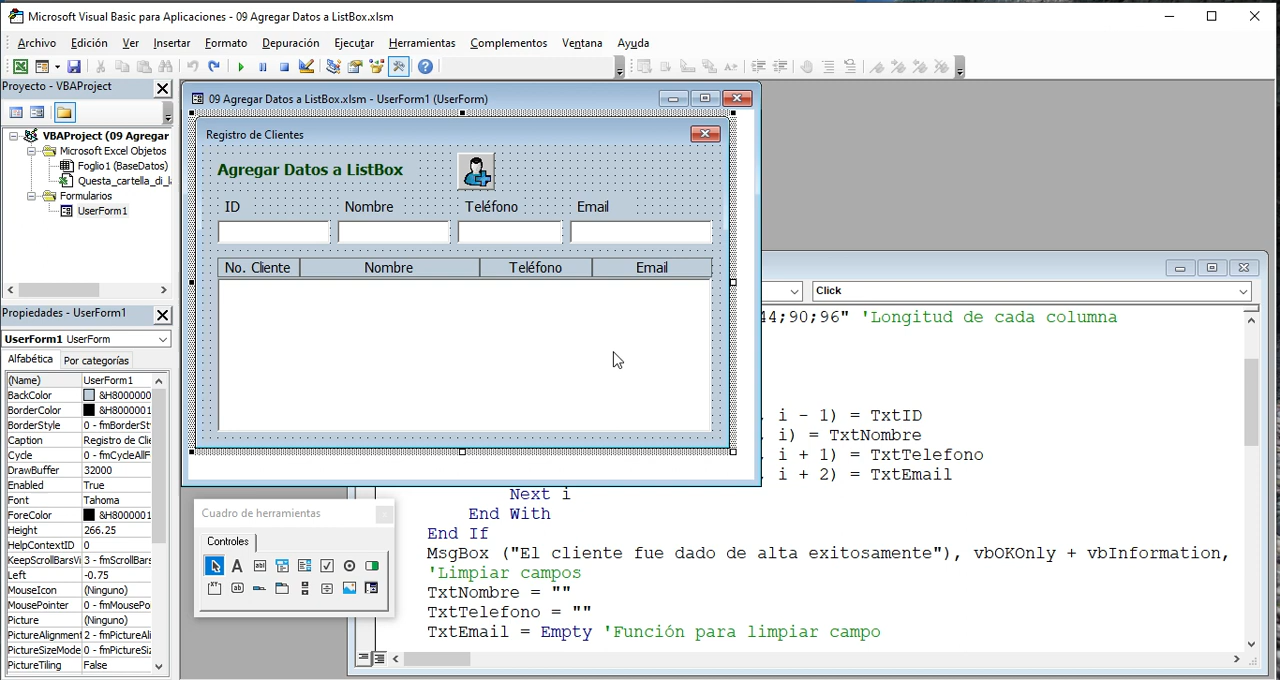 Microsoft Visual Basic para Aplicaciones - 09 Agregar Datos a ListBox.xlsm
Archivo Edición Ver Insertar Formato Depuración Ejecutar Herramientas Complementos Ventana Ayuda
Proyecto - VBAProject
VBAProject (09 Agregar
Microsoft Excel Objetos
Foglio1 (BaseDatos)
Questa_cartella_di_l
Formularios
UserForm1
Propiedades - UserForm1
UserForm1 UserForm
Alfabética Por categorías
(Name) UserForm1
BackColor &H8000000
BorderColor &H8000001
BorderStyle 0 - fmBorderSt
Caption Registro de Clie
Cycle 0 - fmCycleAllF
DrawBuffer 32000
Enabled True
Font Tahoma
ForeColor &H8000001
Height 266.25
HelpContextID 0
KeepScrollBarsVi 3 - fmScrollBars
Left -0.75
MouseIcon (Ninguno)
MousePointer 0 - fmMousePo
Picture (Ninguno)
PictureAlignment 2 - fmPictureAli
PictureSizeMode 0 - fmPictureSiz
PictureTiling False
09 Agregar Datos a ListBox.xlsm - UserForm1 (UserForm)
Registro de Clientes
Agregar Datos a ListBox
ID Nombre Teléfono Email
No. Cliente Nombre Teléfono Email
Cuadro de herramientas
Controles
Click
44;90;96" 'Longitud de cada columna
i - 1) = TxtID
i) = TxtNombre
i + 1) = TxtTelefono
i + 2) = TxtEmail
Next i
End With
End If
MsgBox ("El cliente fue dado de alta exitosamente"), vbOKOnly + vbInformation,
'Limpiar campos
TxtNombre = ""
TxtTelefono = ""
TxtEmail = Empty 'Función para limpiar campo